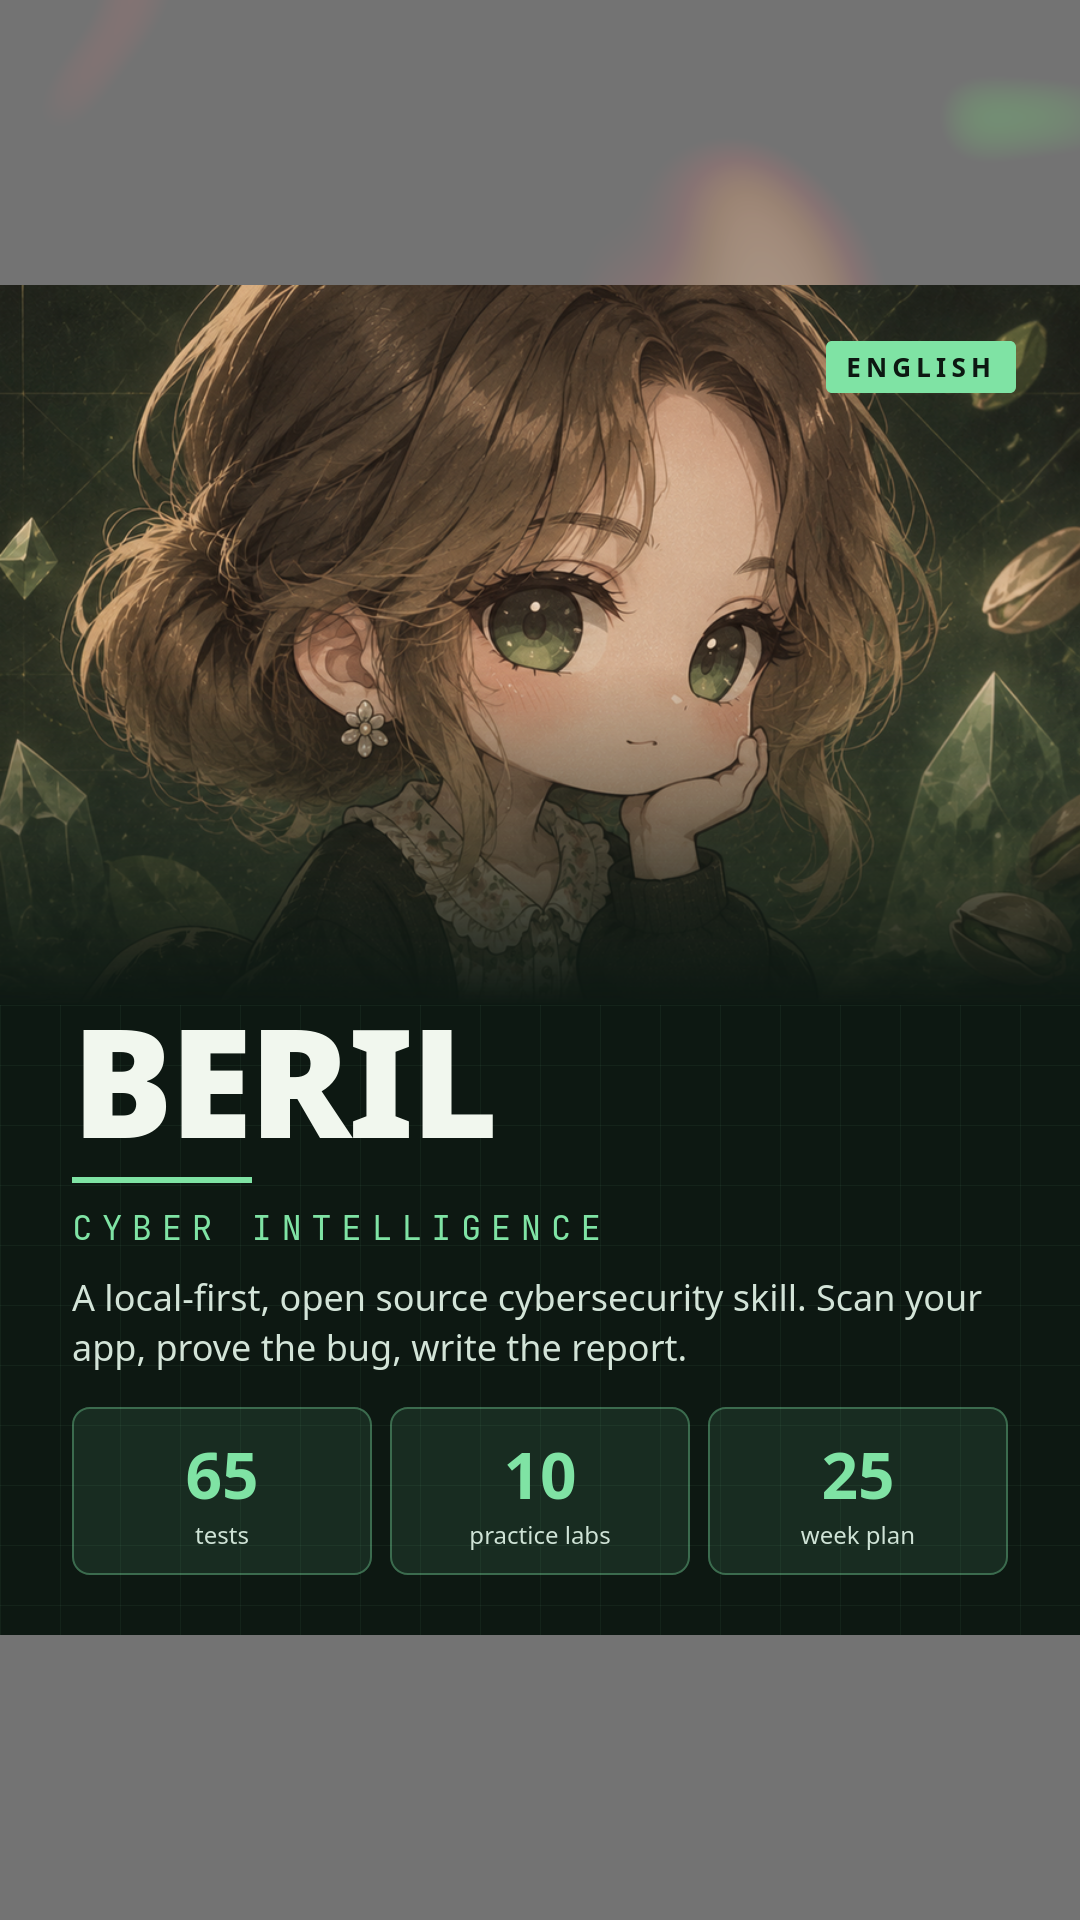 ENGLISH
BERIL
CYBER INTELLIGENCE
A local-first, open source cybersecurity skill. Scan your
app, prove the bug, write the report.
65
tests
10
practice labs
25
week plan